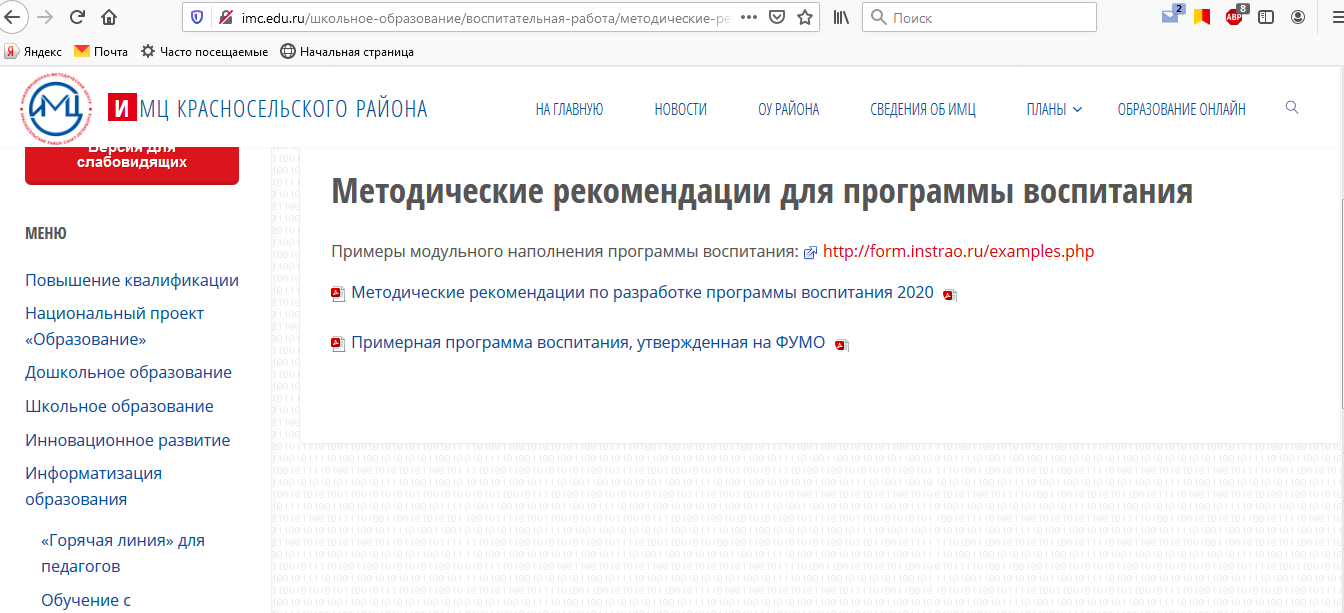 imc.edu.ru/школьное-образование/воспитательная-работа/методические-ре
Поиск
2
8
ABP
Яндекс
Почта
Часто посещаемые
Начальная страница
ИМЦ
ИМЦ КРАСНОСЕЛЬСКОГО РАЙОНА
НА ГЛАВНУЮ
НОВОСТИ
ОУ РАЙОНА
СВЕДЕНИЯ ОБ ИМЦ
ПЛАНЫ
ОБРАЗОВАНИЕ ОНЛАЙН
Версия для
слабовидящих
МЕНЮ
Повышение квалификации
Национальный проект
«Образование»
Дошкольное образование
Школьное образование
Инновационное развитие
Информатизация
образования
«Горячая линия» для
педагогов
Обучение с
Методические рекомендации для программы воспитания
Примеры модульного наполнения программы воспитания: http://form.instrao.ru/examples.php
Методические рекомендации по разработке программы воспитания 2020
Примерная программа воспитания, утвержденная на ФУМО